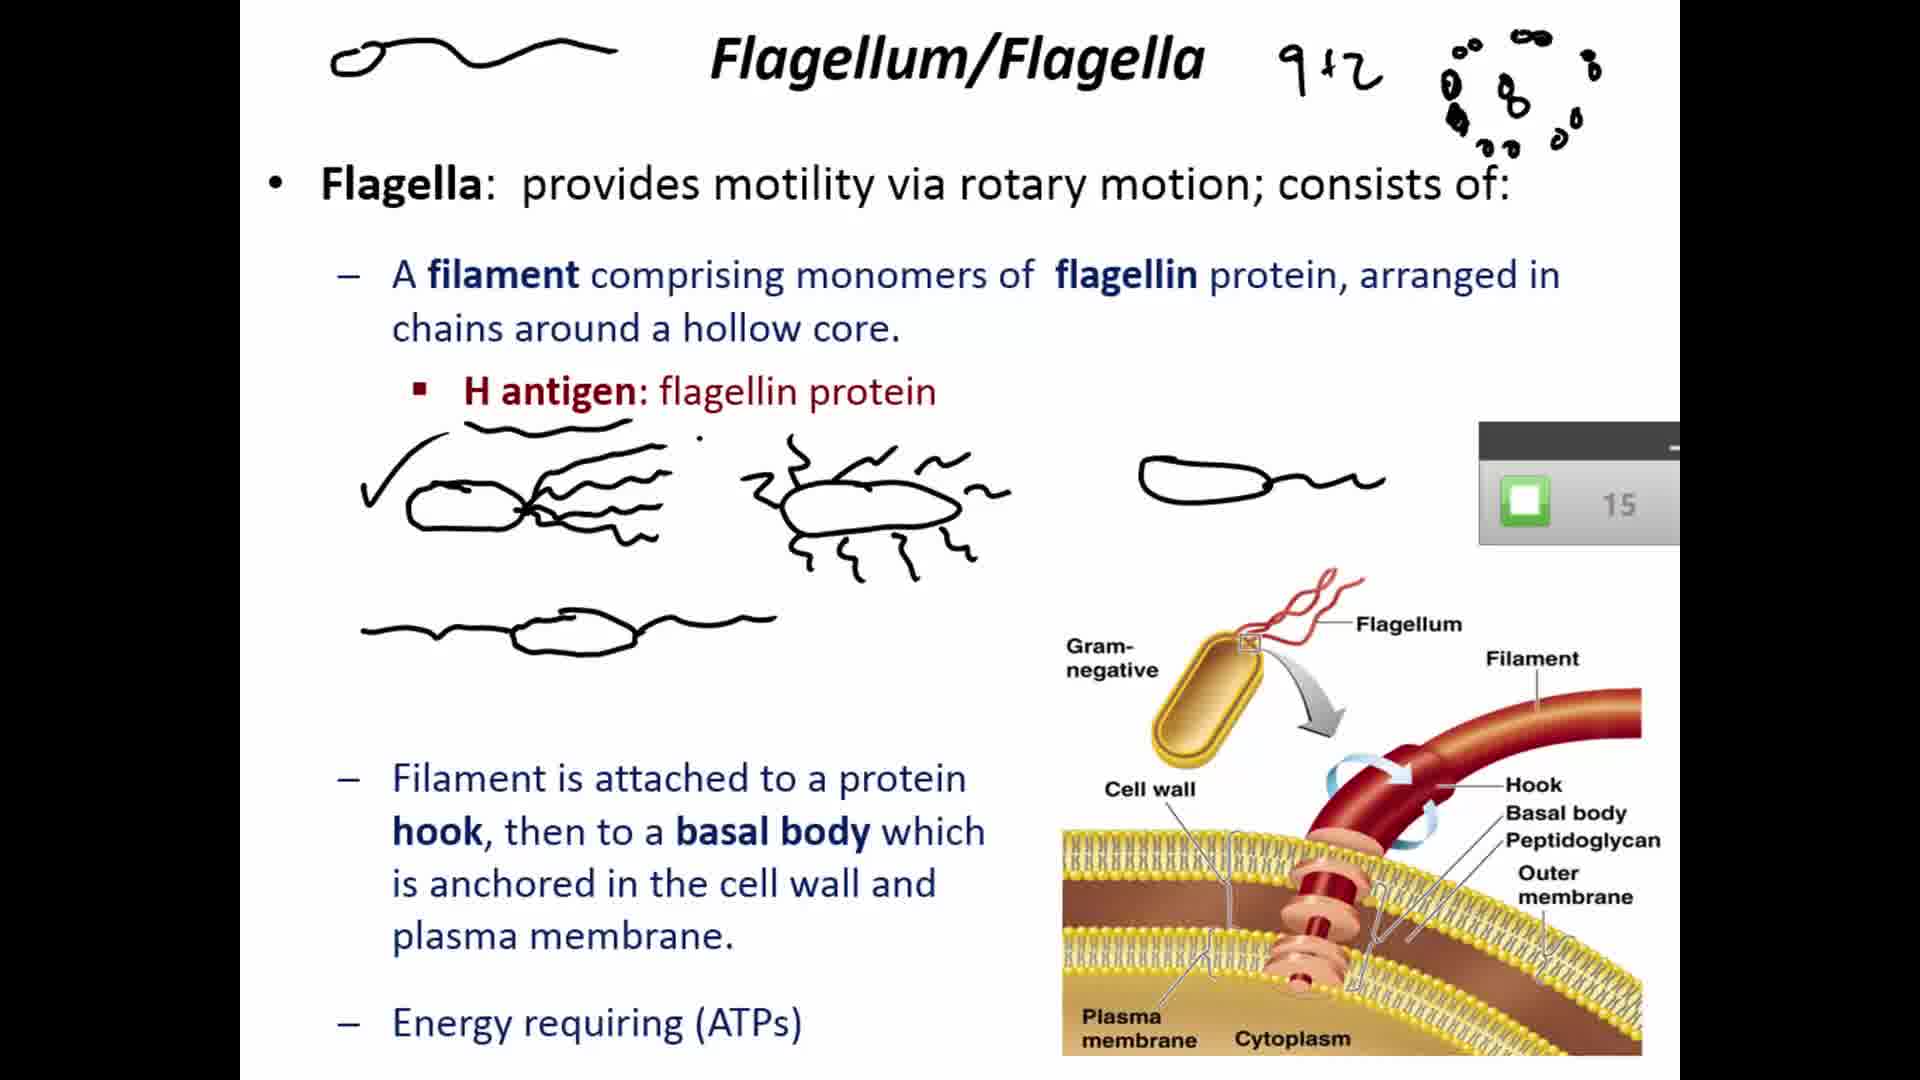 Flagellum/Flagella
9+2
• Flagella: provides motility via rotary motion; consists of:
– A filament comprising monomers of flagellin protein, arranged in
chains around a hollow core.
▪ H antigen: flagellin protein
15
– Filament is attached to a protein
hook, then to a basal body which
is anchored in the cell wall and
plasma membrane.
– Energy requiring (ATPs)
Flagellum
Gram-
negative
Filament
Cell wall
Hook
Basal body
Peptidoglycan
Outer
membrane
Plasma
membrane
Cytoplasm